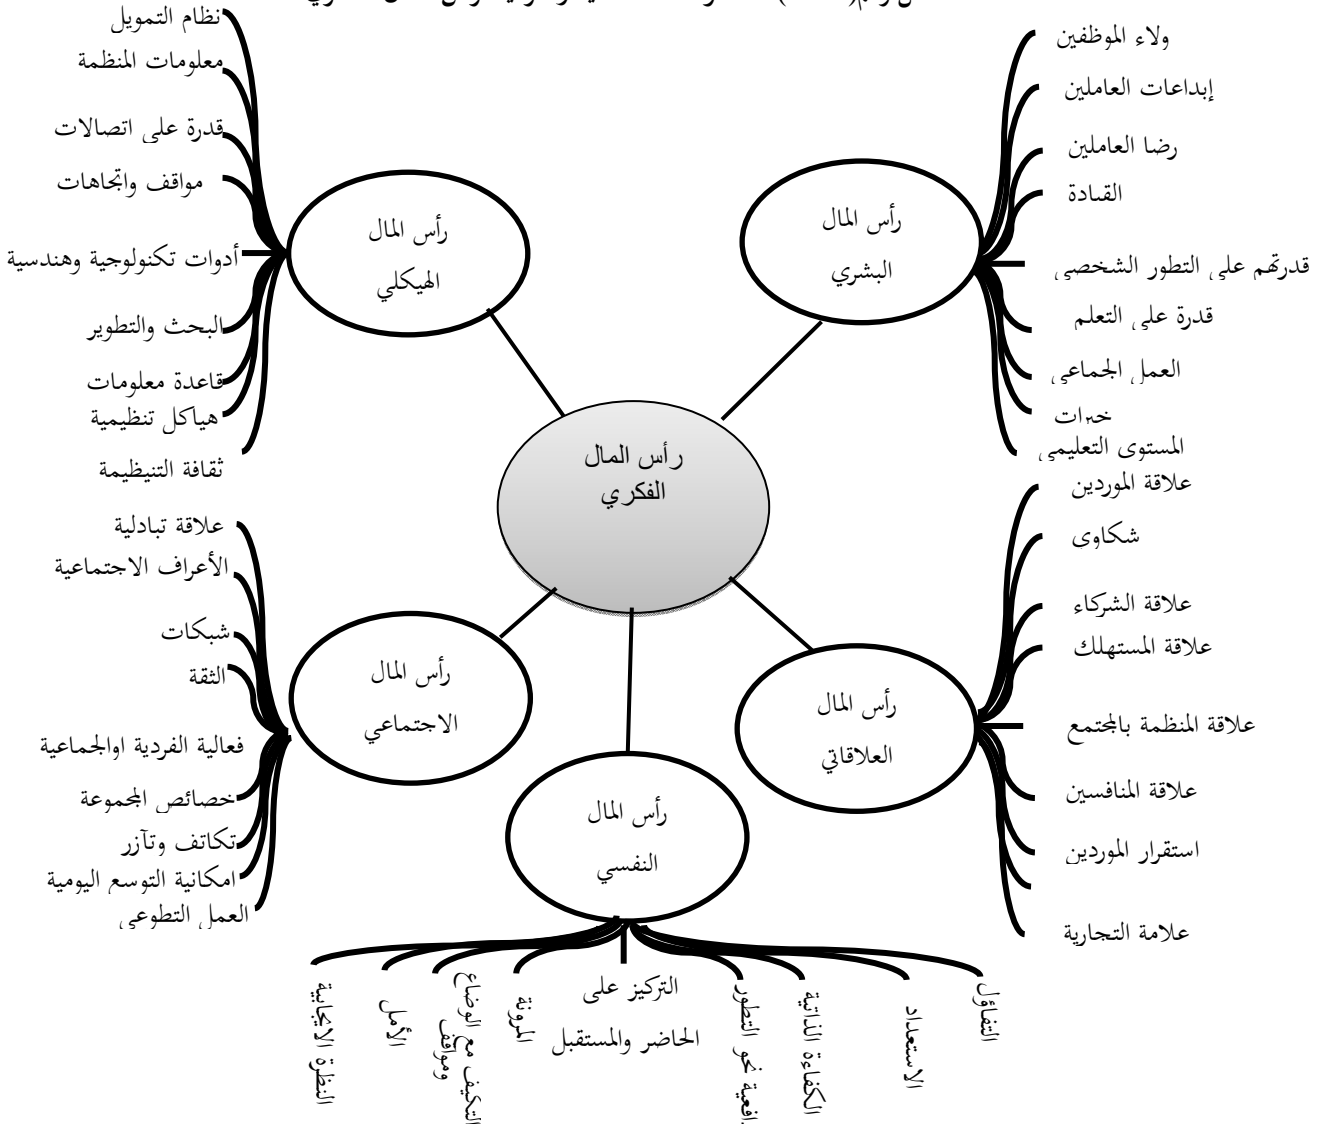 نظام التمويل
معلومات المنظمة
قدرة على اتصالات
مواقف واتجاهات
أدوات تكنولوجية وهندسية
البحث والتطوير
قاعدة معلومات
هياكل تنظيمية
ثقافة التنيظيمة
رأس المال
الهيكلي
ولاء الموظفين
إبداعات العاملين
رضا العاملين
القيادة
قدرتهم على التطور الشخصي
قدرة على التعلم
العمل الجماعي
خبرات
المستوى التعليمي
رأس المال
البشري
رأس المال
الفكري
علاقة تبادلية
الأعراف الاجتماعية
شبكات
الثقة
فعالية الفردية اوالجماعية
خصائص المجموعة
تكاتف وتآزر
امكانية التوسع اليومية
العمل التطوعي
رأس المال
الاجتماعي
علاقة الموردين
شكاوى
علاقة الشركاء
علاقة المستهلك
علاقة المنظمة بالمجتمع
علاقة المنافسين
استقرار الموردين
علامة التجارية
رأس المال
العلاقاتي
رأس المال
النفسي
التفاؤل
الاستعداد
الكفاءة الذاتية
نحو التطور
التركيز على
الحاضر والمستقبل
المرونة
التكيف مع الوضاع
ومواقف
الأمل
النظرة الايجابية